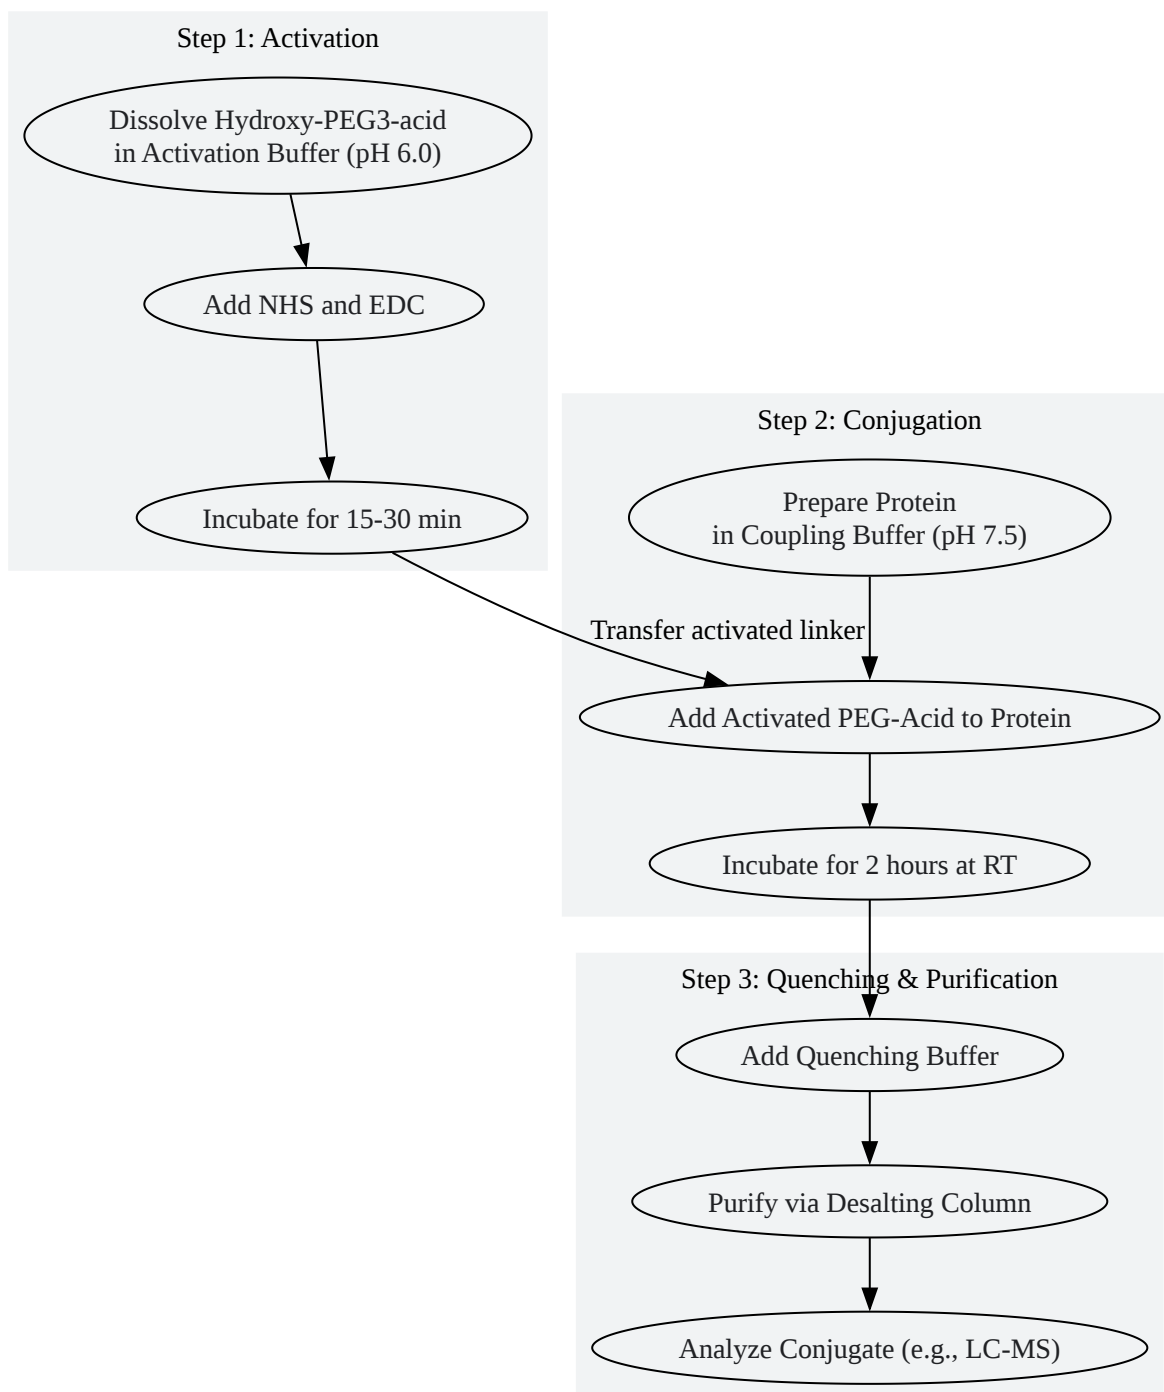 Step 1: Activation
Dissolve Hydroxy-PEG3-acid
in Activation Buffer (pH 6.0)
Add NHS and EDC
Incubate for 15-30 min
Step 2: Conjugation
Prepare Protein
in Coupling Buffer (pH 7.5)
Transfer activated linker
Add Activated PEG-Acid to Protein
Incubate for 2 hours at RT
Step 3: Quenching & Purification
Add Quenching Buffer
Purify via Desalting Column
Analyze Conjugate (e.g., LC-MS)